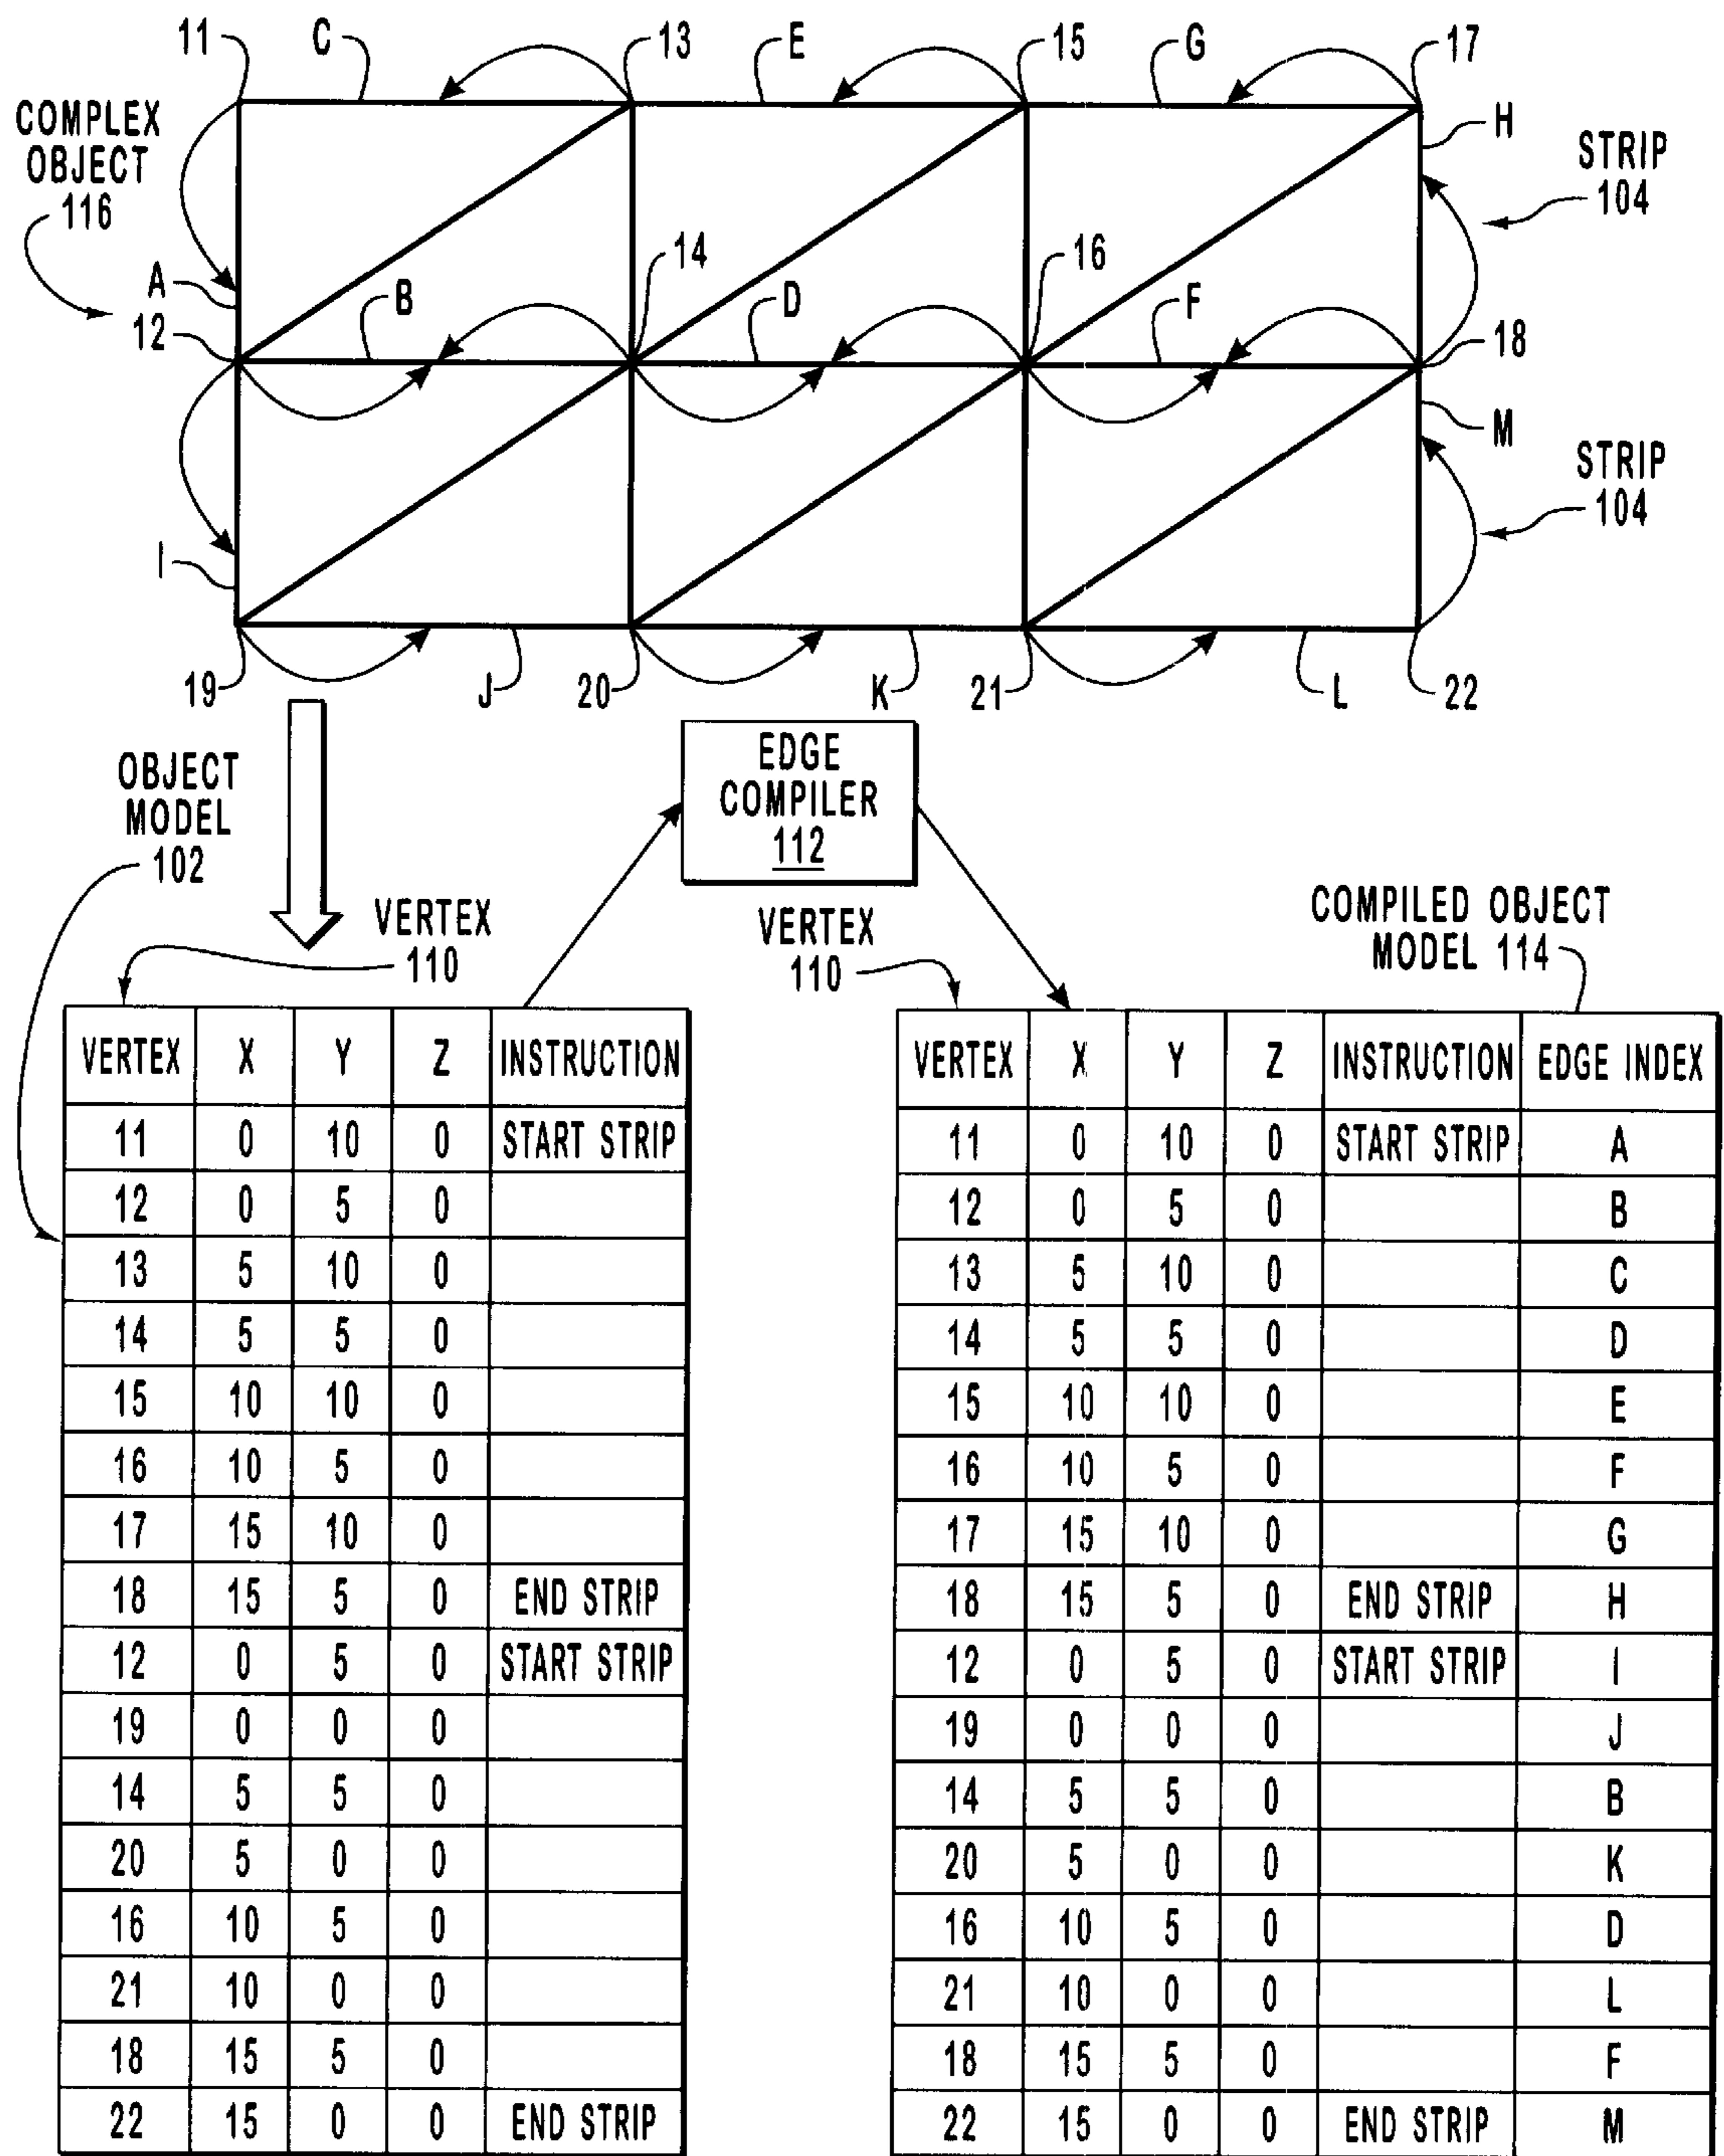 11 C 13 E 15 G 17
COMPLEX
OBJECT
116
H
STRIP
104
A
12
B
14
D
16
F
18
M
STRIP
104
I
19 J 20 K 21 L 22
OBJECT
MODEL
102
EDGE
COMPILER
112
VERTEX
110
VERTEX
110
COMPILED OBJECT
MODEL 114
VERTEX X Y Z INSTRUCTION
11 0 10 0 START STRIP
12 0 5 0
13 5 10 0
14 5 5 0
15 10 10 0
16 10 5 0
17 15 10 0
18 15 5 0 END STRIP
12 0 5 0 START STRIP
19 0 0 0
14 5 5 0
20 5 0 0
16 10 5 0
21 10 0 0
18 15 5 0
22 15 0 0 END STRIP
VERTEX X Y Z INSTRUCTION EDGE INDEX
11 0 10 0 START STRIP A
12 0 5 0 B
13 5 10 0 C
14 5 5 0 D
15 10 10 0 E
16 10 5 0 F
17 15 10 0 G
18 15 5 0 END STRIP H
12 0 5 0 START STRIP I
19 0 0 0 J
14 5 5 0 B
20 5 0 0 K
16 10 5 0 D
21 10 0 0 L
18 15 5 0 F
22 15 0 0 END STRIP M